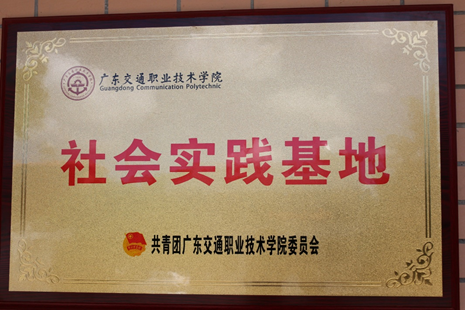 广东交通职业技术学院
Guangdong Communication Polytechnic
社会实践基地
共青团广东交通职业技术学院委员会